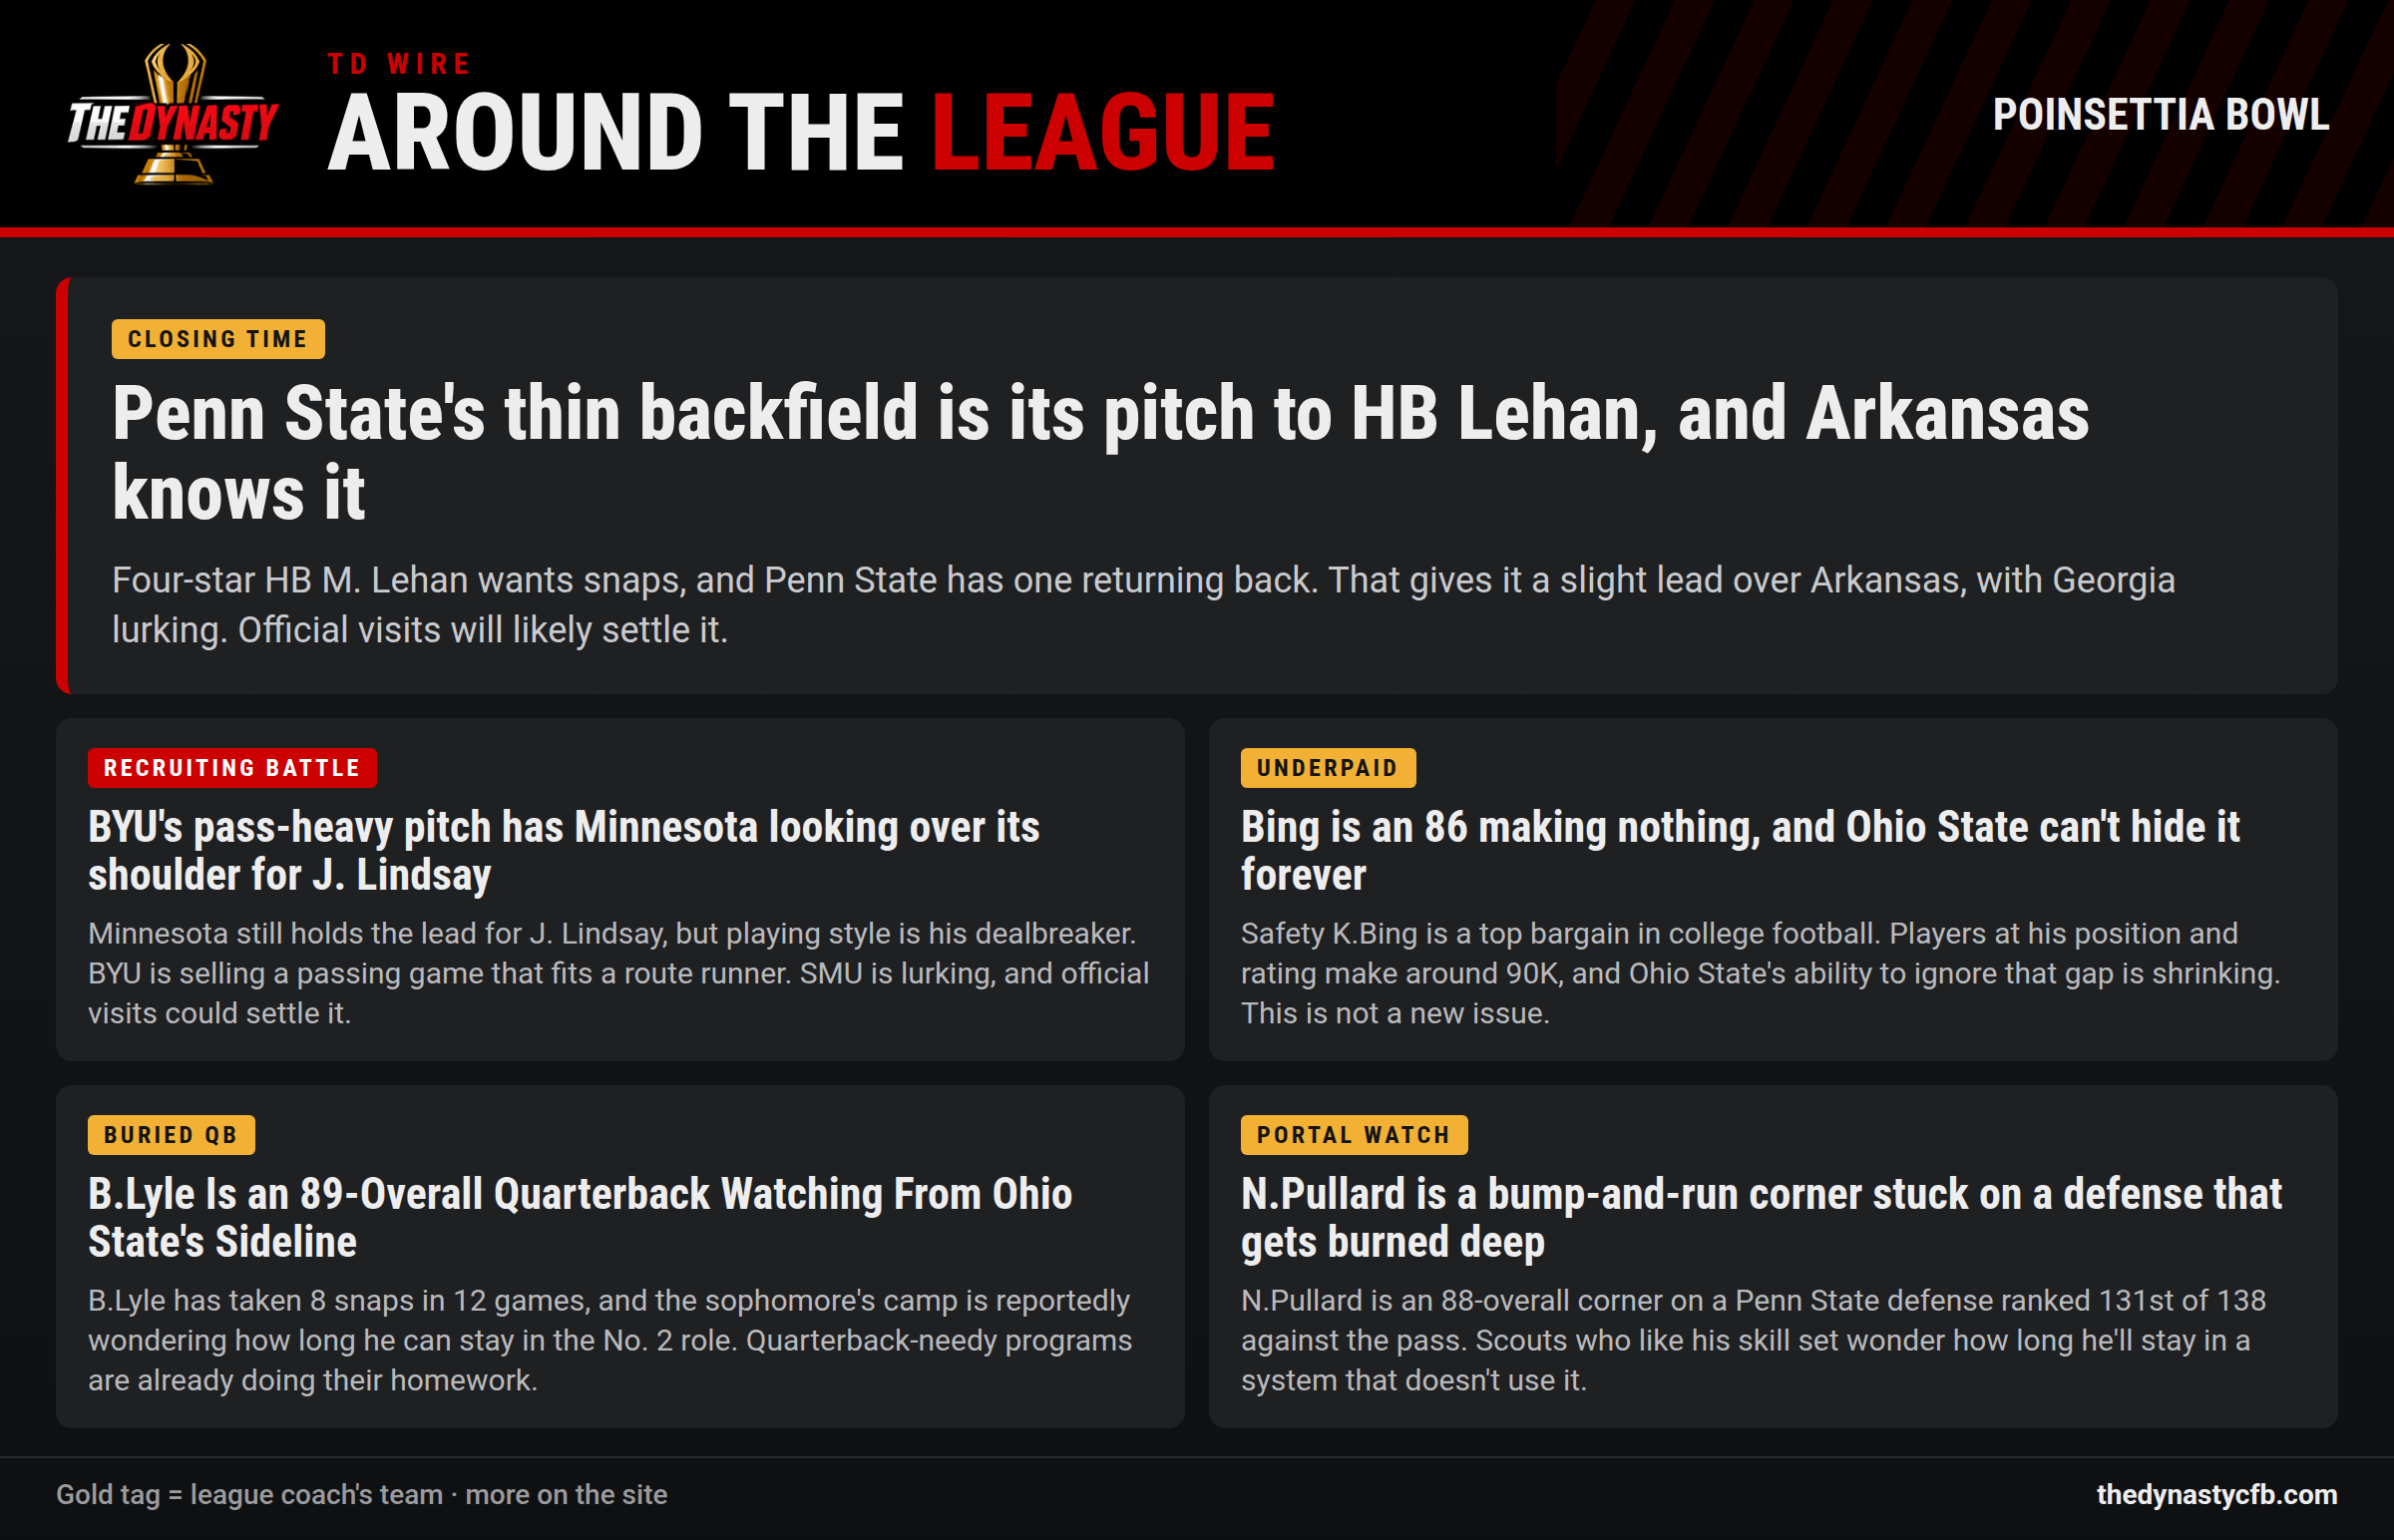 THE DYNASTY
TD WIRE
AROUND THE LEAGUE
POINSETTIA BOWL
CLOSING TIME
Penn State's thin backfield is its pitch to HB Lehan, and Arkansas
knows it
Four-star HB M. Lehan wants snaps, and Penn State has one returning back. That gives it a slight lead over Arkansas, with Georgia
lurking. Official visits will likely settle it.
RECRUITING BATTLE
BYU's pass-heavy pitch has Minnesota looking over its
shoulder for J. Lindsay
Minnesota still holds the lead for J. Lindsay, but playing style is his dealbreaker.
BYU is selling a passing game that fits a route runner. SMU is lurking, and official
visits could settle it.
UNDERPAID
Bing is an 86 making nothing, and Ohio State can't hide it
forever
Safety K.Bing is a top bargain in college football. Players at his position and
rating make around 90K, and Ohio State's ability to ignore that gap is shrinking.
This is not a new issue.
BURIED QB
B.Lyle Is an 89-Overall Quarterback Watching From Ohio
State's Sideline
B.Lyle has taken 8 snaps in 12 games, and the sophomore's camp is reportedly
wondering how long he can stay in the No. 2 role. Quarterback-needy programs
are already doing their homework.
PORTAL WATCH
N.Pullard is a bump-and-run corner stuck on a defense that
gets burned deep
N.Pullard is an 88-overall corner on a Penn State defense ranked 131st of 138
against the pass. Scouts who like his skill set wonder how long he'll stay in a
system that doesn't use it.
Gold tag = league coach's team · more on the site
thedynastycfb.com